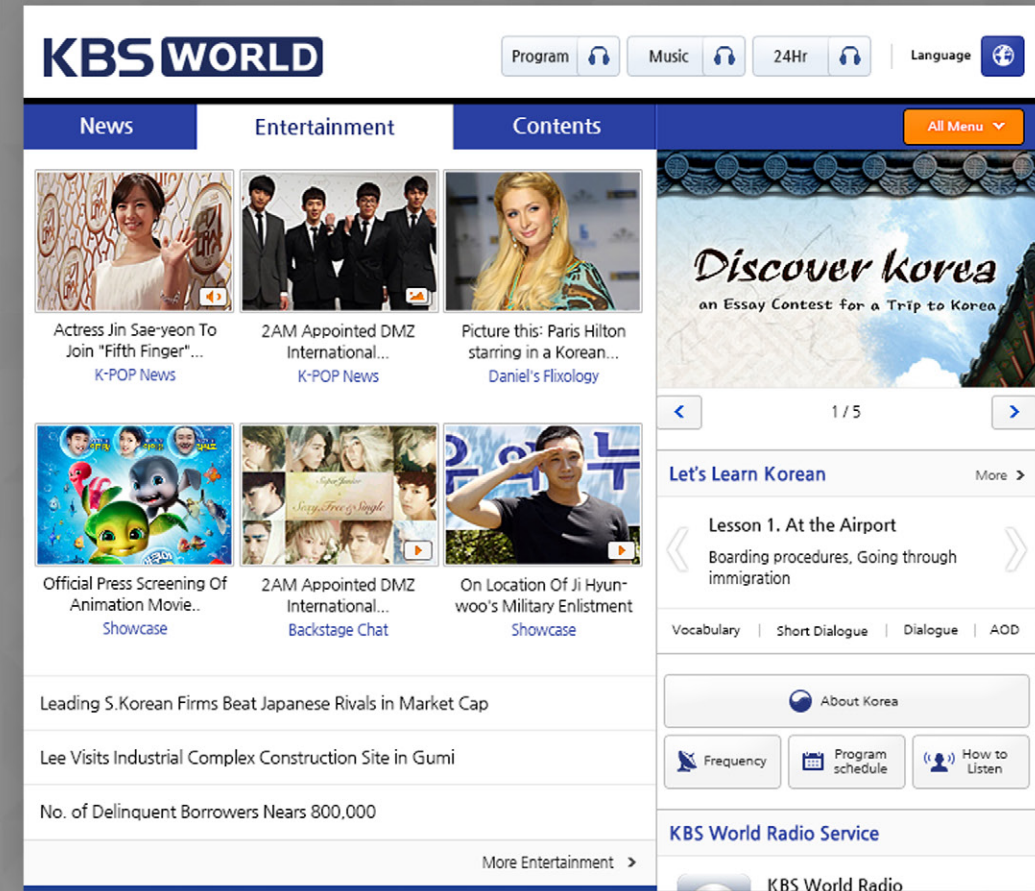 KBS WORLD
Program
Music
24Hr
Language
News
Entertainment
Contents
All Menu
Actress Jin Sae-yeon To
Join "Fifth Finger"...
K-POP News
2AM Appointed DMZ
International...
K-POP News
Picture this: Paris Hilton
starring in a Korean...
Daniel's Flixology
Official Press Screening Of
Animation Movie..
Showcase
Super Junior
Sexy, Free & Single
2AM Appointed DMZ
International...
Backstage Chat
On Location Of Ji Hyun-
woo's Military Enlistment
Showcase
Leading S.Korean Firms Beat Japanese Rivals in Market Cap
Lee Visits Industrial Complex Construction Site in Gumi
No. of Delinquent Borrowers Nears 800,000
More Entertainment >
Discover Korea
an Essay Contest for a Trip to Korea
< 1 / 5 >
Let's Learn Korean
More >
Lesson 1. At the Airport
Boarding procedures, Going through
immigration
Vocabulary | Short Dialogue | Dialogue | AOD
About Korea
Frequency
Program
schedule
How to
Listen
KBS World Radio Service
KBS World Radio